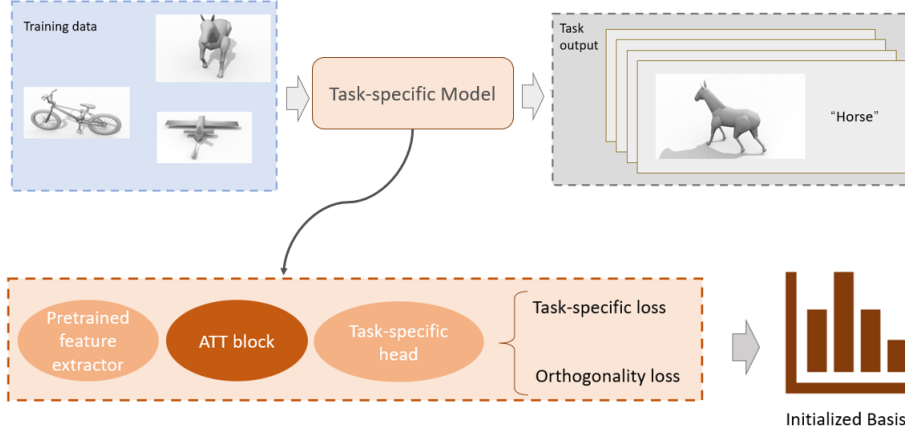 Training data
Task-specific Model
Task
output
“Horse”
Pretrained
feature
extractor
ATT block
Task-specific
head
Task-specific loss
Orthogonality loss
Initialized Basis